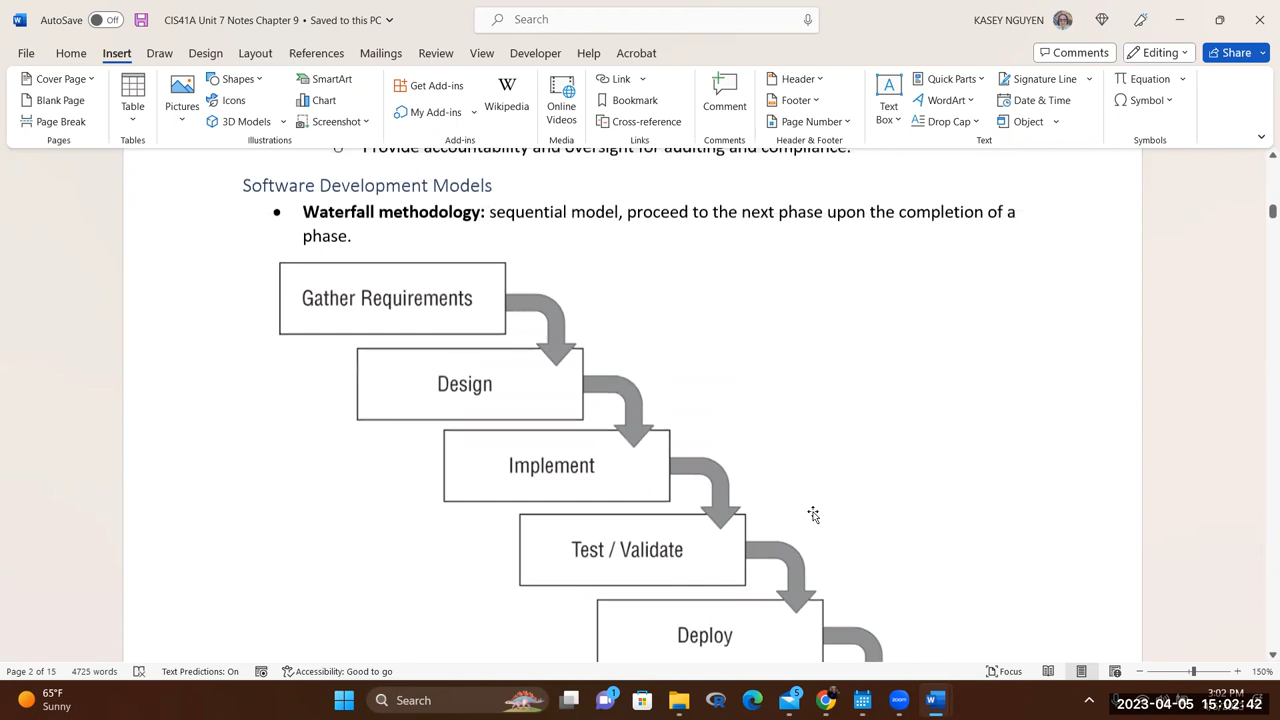 AutoSave Off CIS41A Unit 7 Notes Chapter 9 • Saved to this PC Search KASEY NGUYEN
File Home Insert Draw Design Layout References Mailings Review View Developer Help Acrobat Comments Editing Share
Cover Page
Blank Page
Page Break
Pages
Table
Tables
Pictures
Shapes
Icons
3D Models
SmartArt
Chart
Screenshot
Illustrations
Get Add-ins
My Add-ins
W
Wikipedia
Add-ins
Online
Videos
Media
Link
Bookmark
Cross-reference
Links
Comment
Comments
Header
Footer
Page Number
Header & Footer
A
Text
Box
Quick Parts
WordArt
Drop Cap
Signature Line
Date & Time
Object
Text
Equation
Symbol
Symbols
Provide accountability and oversight for auditing and compliance.
Software Development Models
• Waterfall methodology: sequential model, proceed to the next phase upon the completion of a
phase.
Gather Requirements
Design
Implement
Test / Validate
Deploy
Page 2 of 15 4725 words Text Predictions: On Accessibility: Good to go Focus 150%
65°F
Sunny
Search
1
5
zoom
3:02 PM
2023-04-05 15:02:42